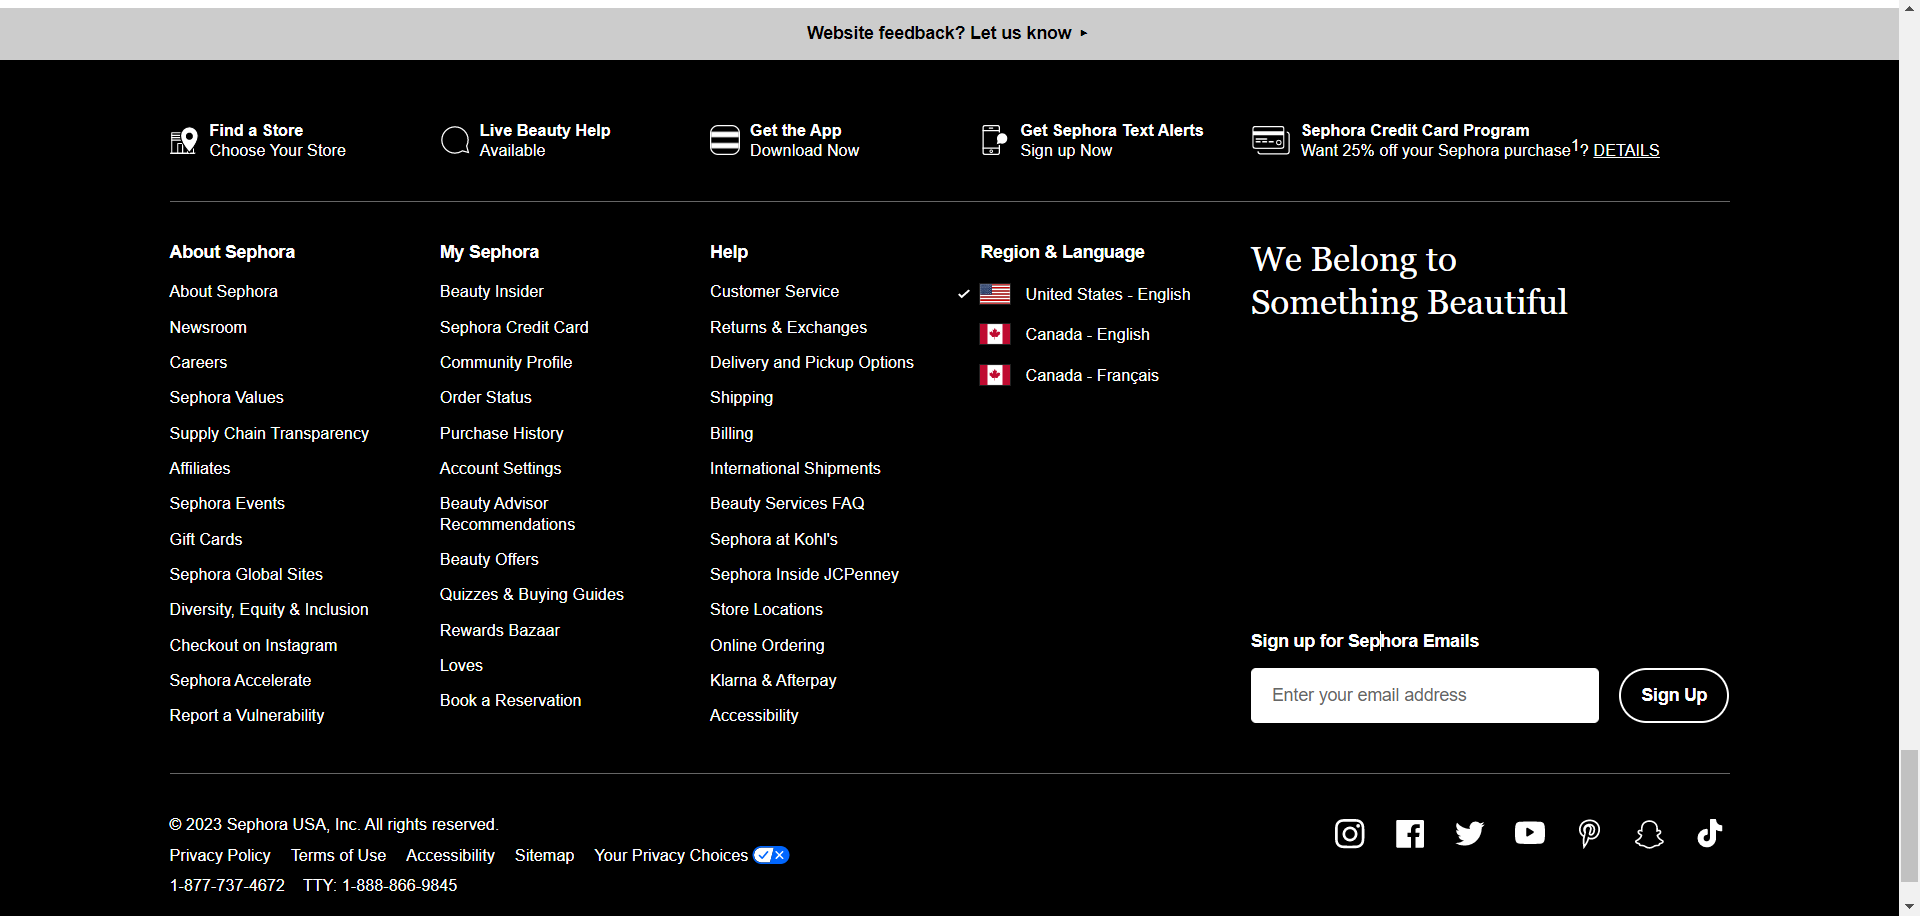 Website feedback? Let us know ▸
Find a Store
Choose Your Store
Live Beauty Help
Available
Get the App
Download Now
Get Sephora Text Alerts
Sign up Now
Sephora Credit Card Program
Want 25% off your Sephora purchase1? DETAILS
About Sephora
About Sephora
Newsroom
Careers
Sephora Values
Supply Chain Transparency
Affiliates
Sephora Events
Gift Cards
Sephora Global Sites
Diversity, Equity & Inclusion
Checkout on Instagram
Sephora Accelerate
Report a Vulnerability
My Sephora
Beauty Insider
Sephora Credit Card
Community Profile
Order Status
Purchase History
Account Settings
Beauty Advisor
Recommendations
Beauty Offers
Quizzes & Buying Guides
Rewards Bazaar
Loves
Book a Reservation
Help
Customer Service
Returns & Exchanges
Delivery and Pickup Options
Shipping
Billing
International Shipments
Beauty Services FAQ
Sephora at Kohl's
Sephora Inside JCPenney
Store Locations
Online Ordering
Klarna & Afterpay
Accessibility
Region & Language
United States - English
Canada - English
Canada - Français
We Belong to
Something Beautiful
Sign up for Sephora Emails
Enter your email address
Sign Up
© 2023 Sephora USA, Inc. All rights reserved.
Privacy Policy Terms of Use Accessibility Sitemap Your Privacy Choices
1-877-737-4672 TTY: 1-888-866-9845